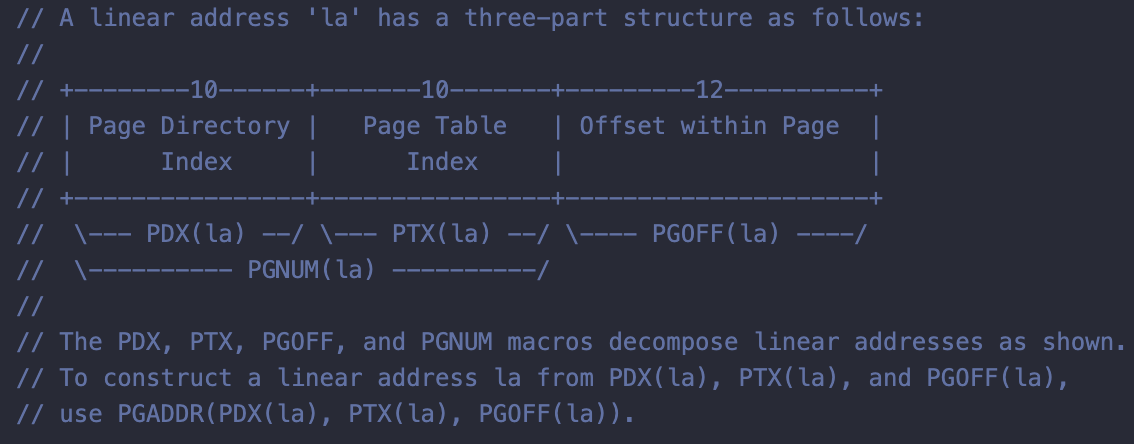 // A linear address 'la' has a three-part structure as follows:
//
// +--------10------+-------10-------+---------12----------+
// | Page Directory |   Page Table   | Offset within Page  |
// |      Index     |      Index     |                     |
// +----------------+----------------+---------------------+
//  \--- PDX(la) --/ \--- PTX(la) --/ \---- PGOFF(la) ----/
//  \---------- PGNUM(la) ----------/
//
// The PDX, PTX, PGOFF, and PGNUM macros decompose linear addresses as shown.
// To construct a linear address la from PDX(la), PTX(la), and PGOFF(la),
// use PGADDR(PDX(la), PTX(la), PGOFF(la)).